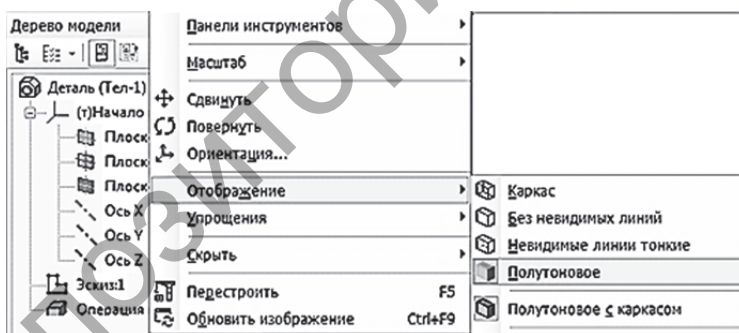 Дерево модели
Деталь (Тел-1)
(т)Начало
Плоск
Плоск
Плоск
Ось X
Ось Y
Ось Z
Эскиз:1
Операция
Панели инструментов
Масштаб
Сдвинуть
Повернуть
Ориентация...
Отображение
Упрощения
Скрыть
Перестроить F5
Обновить изображение Ctrl+F9
Каркас
Без невидимых линий
Невидимые линии тонкие
Полутоновое
Полутоновое с каркасом